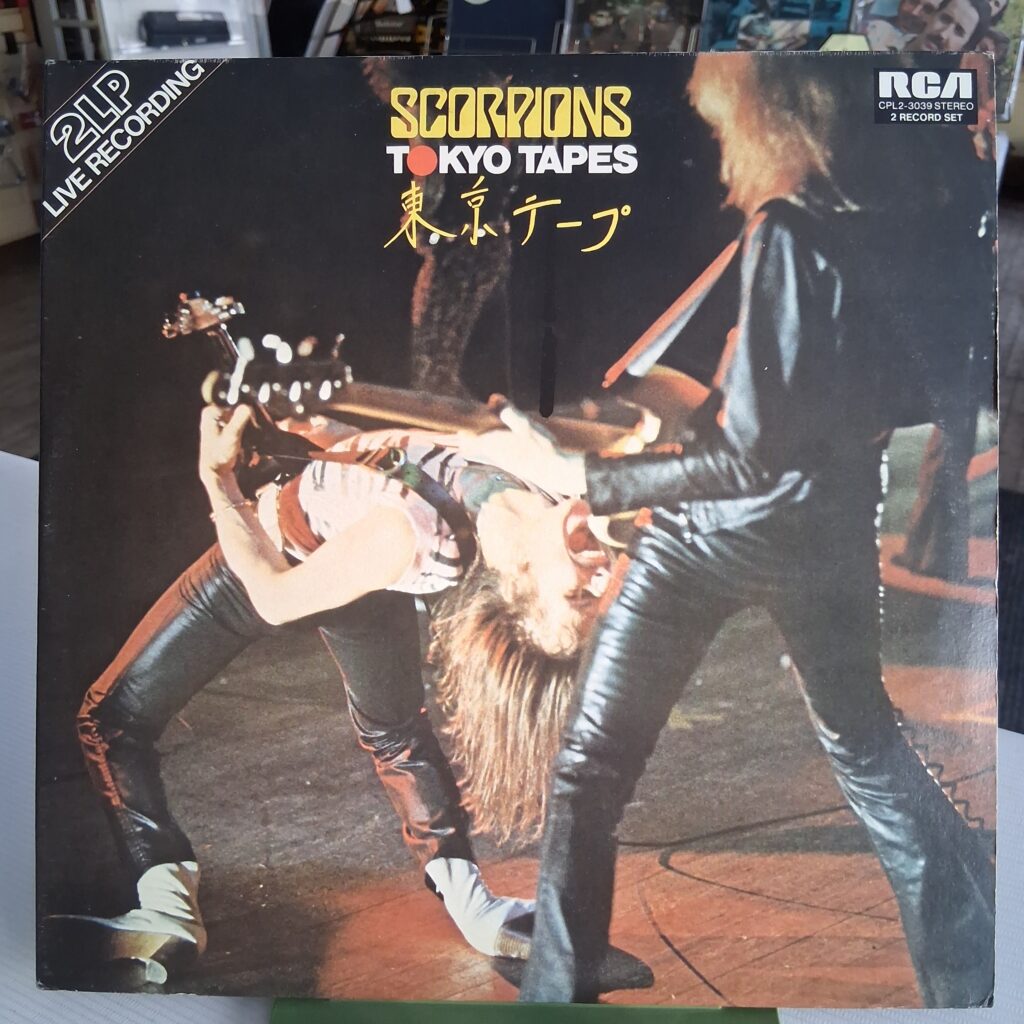 2LP
LIVE RECORDING
SCORPIONS
TOKYO TAPES
東京テープ
RCA
CPL2-3039 STEREO
2 RECORD SET